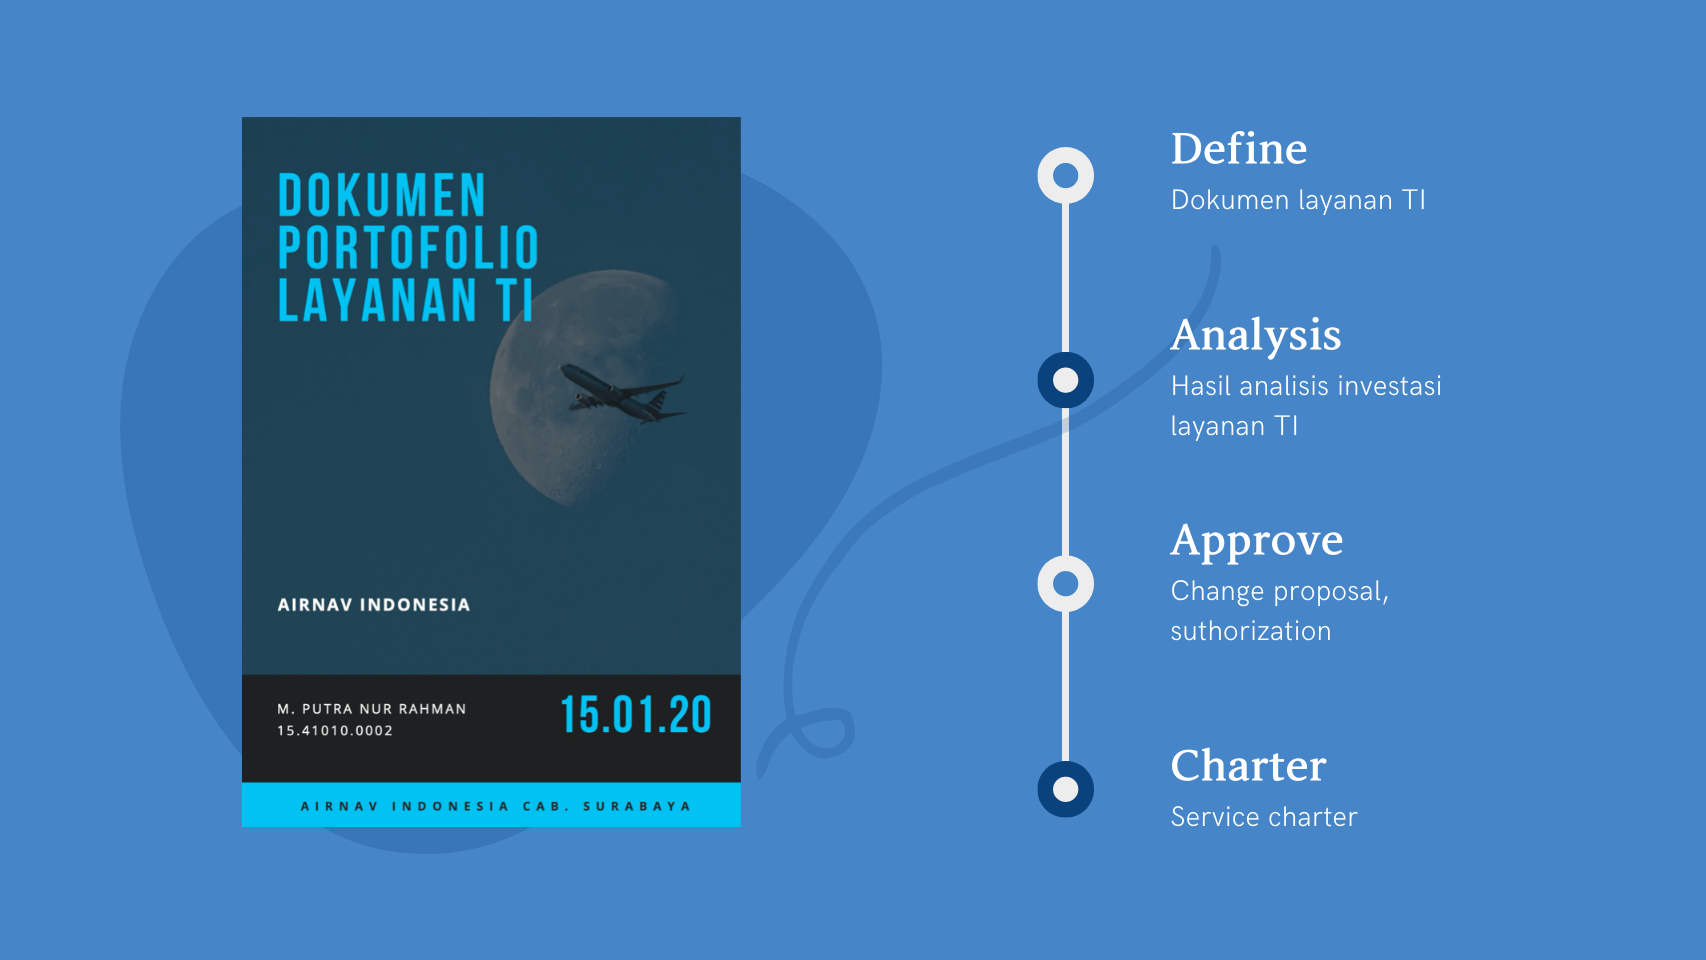 DOKUMEN
PORTOFOLIO
LAYANAN TI
AIRNAV INDONESIA
M. PUTRA NUR RAHMAN
15.41010.0002
15.01.20
AIRNAV INDONESIA CAB. SURABAYA
Define
Dokumen layanan TI
Analysis
Hasil analisis investasi
layanan TI
Approve
Change proposal,
suthorization
Charter
Service charter